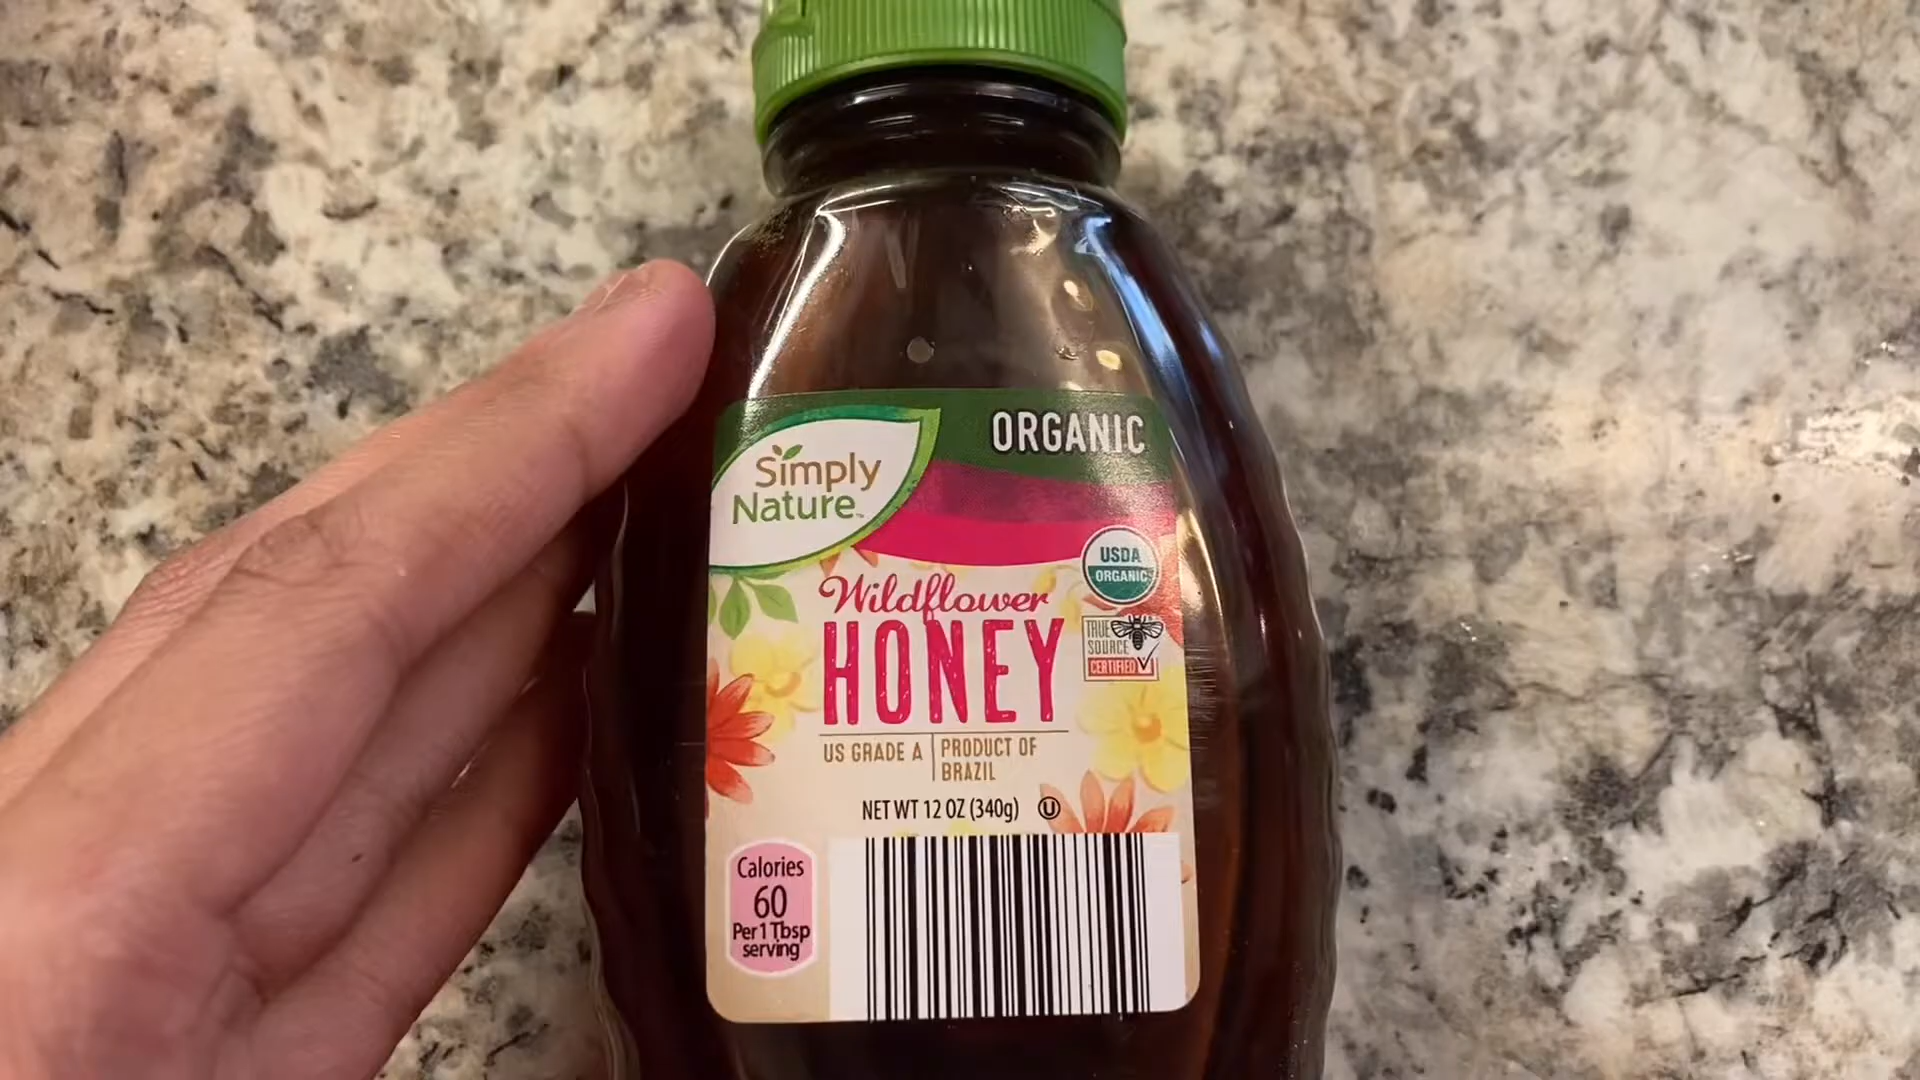 ORGANIC
Simply
Nature™
USDA
ORGANIC
Wildflower
HONEY
TRUE
SOURCE
CERTIFIED
US GRADE A
PRODUCT OF
BRAZIL
NET WT 12 OZ (340g) U
Calories
60
Per 1 Tbsp
serving